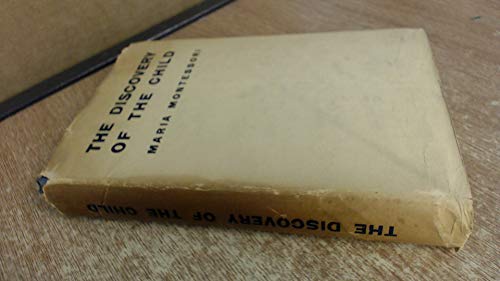 THE DISCOVERY
OF THE CHILD
MARIA MONTESSORI
THE DISCOVERY OF THE CHILD